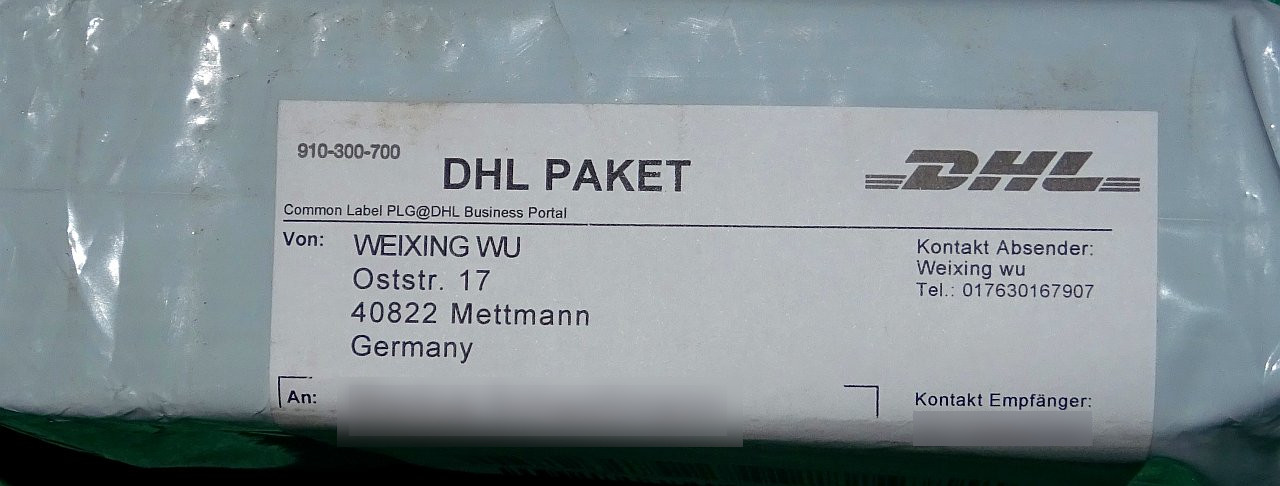 910-300-700
DHL PAKET
DHL
Common Label PLG@DHL Business Portal
Von:
WEIXING WU
Oststr. 17
40822 Mettmann
Germany
Kontakt Absender:
Weixing wu
Tel.: 017630167907
An:
Kontakt Empfänger: